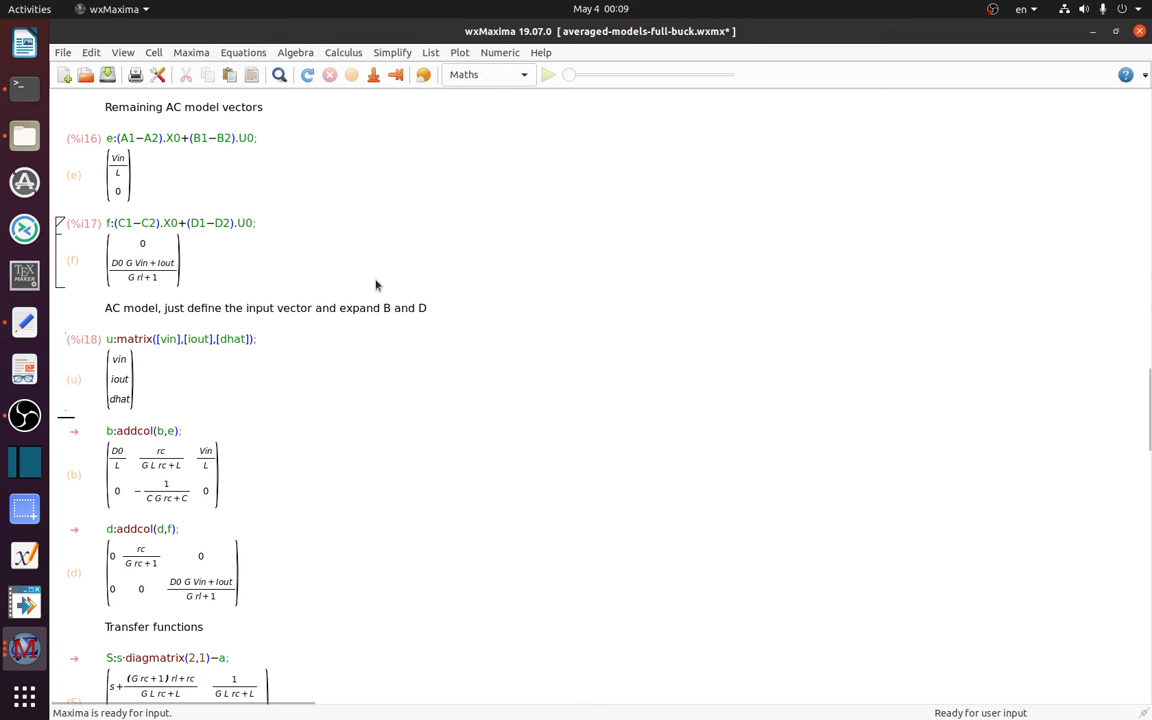 Activities wxMaxima May 4 00:09 en
wxMaxima 19.07.0 [ averaged-models-full-buck.wxmx* ]
File Edit View Cell Maxima Equations Algebra Calculus Simplify List Plot Numeric Help
Maths
Remaining AC model vectors
(%i16) e:(A1−A2).X0+(B1−B2).U0;
(e) Vin
L
0
(%i17) f:(C1−C2).X0+(D1−D2).U0;
0
(f) D0 G Vin + Iout
G rl + 1
AC model, just define the input vector and expand B and D
(%i18) u:matrix([vin],[iout],[dhat]);
vin
(u) iout
dhat
→ b:addcol(b,e);
D0 rc Vin
L G L rc + L L
(b) 0 − 1 0
C G rc + C
→ d:addcol(d,f);
0 rc 0
G rc + 1
(d) 0 0 D0 G Vin + Iout
G rl + 1
Transfer functions
→ S:s·diagmatrix(2,1)−a;
s + (G rc + 1) rl + rc 1
G L rc + L G L rc + L
(S)
Maxima is ready for input. Ready for user input